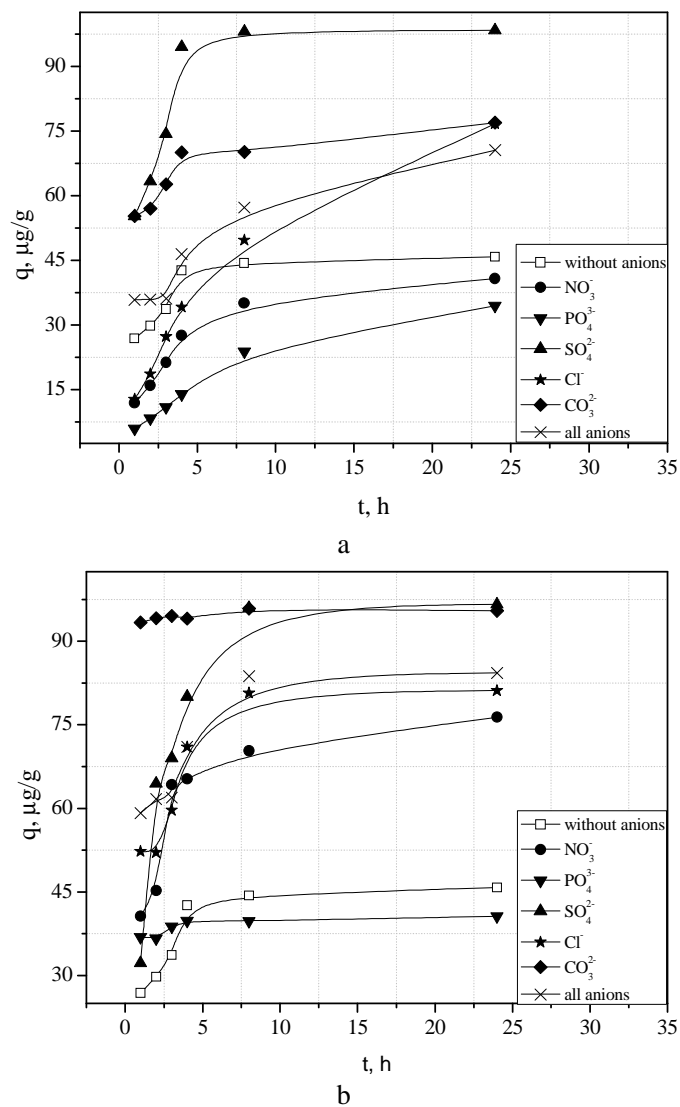 90
75
60
45
30
15
q, μg/g
0
5
10
15
20
25
30
35
t, h
without anions
NO₃⁻
PO₄³⁻
SO₄²⁻
Cl⁻
CO₃²⁻
all anions
a
90
75
60
45
30
q, μg/g
0
5
10
15
20
25
30
35
t, h
without anions
NO₃⁻
PO₄³⁻
SO₄²⁻
Cl⁻
CO₃²⁻
all anions
b